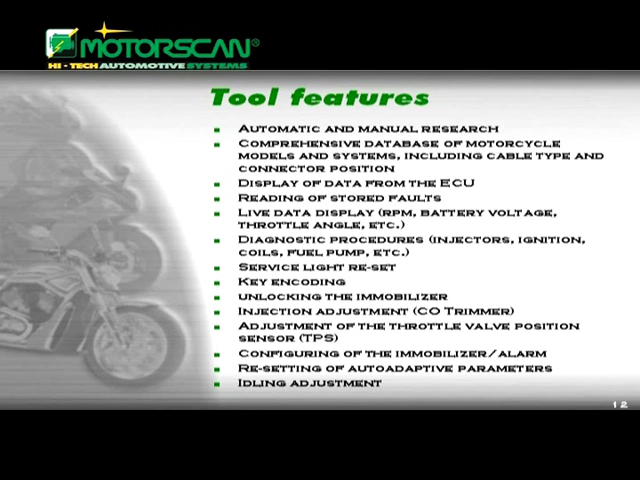 MOTORSCAN®
HI - TECH AUTOMOTIVE SYSTEMS
Tool features
AUTOMATIC AND MANUAL RESEARCH
COMPREHENSIVE DATABASE OF MOTORCYCLE
MODELS AND SYSTEMS, INCLUDING CABLE TYPE AND
CONNECTOR POSITION
DISPLAY OF DATA FROM THE ECU
READING OF STORED FAULTS
LIVE DATA DISPLAY (RPM, BATTERY VOLTAGE,
THROTTLE ANGLE, ETC.)
DIAGNOSTIC PROCEDURES (INJECTORS, IGNITION,
COILS, FUEL PUMP, ETC.)
SERVICE LIGHT RE-SET
KEY ENCODING
UNLOCKING THE IMMOBILIZER
INJECTION ADJUSTMENT (CO TRIMMER)
ADJUSTMENT OF THE THROTTLE VALVE POSITION
SENSOR (TPS)
CONFIGURING OF THE IMMOBILIZER/ALARM
RE-SETTING OF AUTOADAPTIVE PARAMETERS
IDLING ADJUSTMENT
12